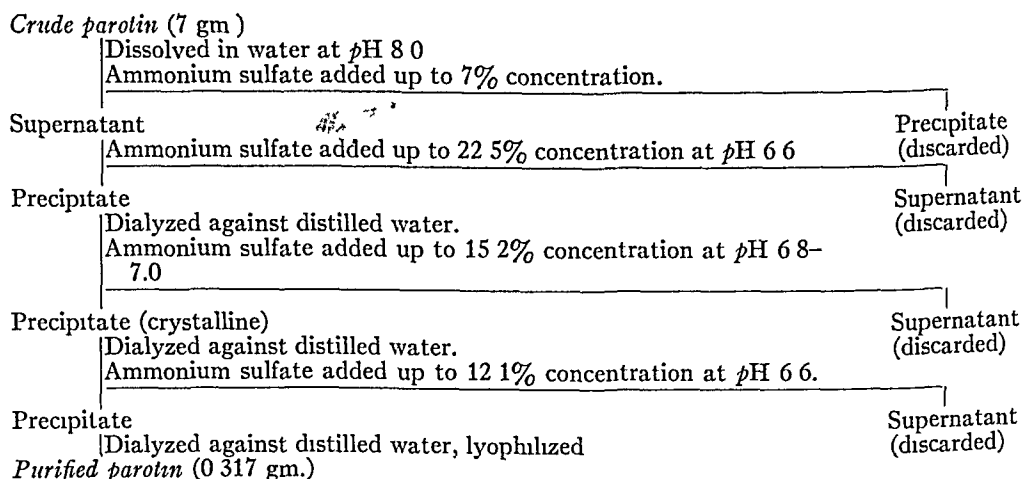 Crude parotin (7 gm )
Dissolved in water at pH 8 0
Ammonium sulfate added up to 7% concentration.
Supernatant Precipitate
(discarded)
Ammonium sulfate added up to 22 5% concentration at pH 6 6
Precipitate Supernatant
(discarded)
Dialyzed against distilled water.
Ammonium sulfate added up to 15 2% concentration at pH 6 8–
7.0
Precipitate (crystalline) Supernatant
(discarded)
Dialyzed against distilled water.
Ammonium sulfate added up to 12 1% concentration at pH 6 6.
Precipitate Supernatant
(discarded)
Dialyzed against distilled water, lyophilized
Purified parotin (0 317 gm.)